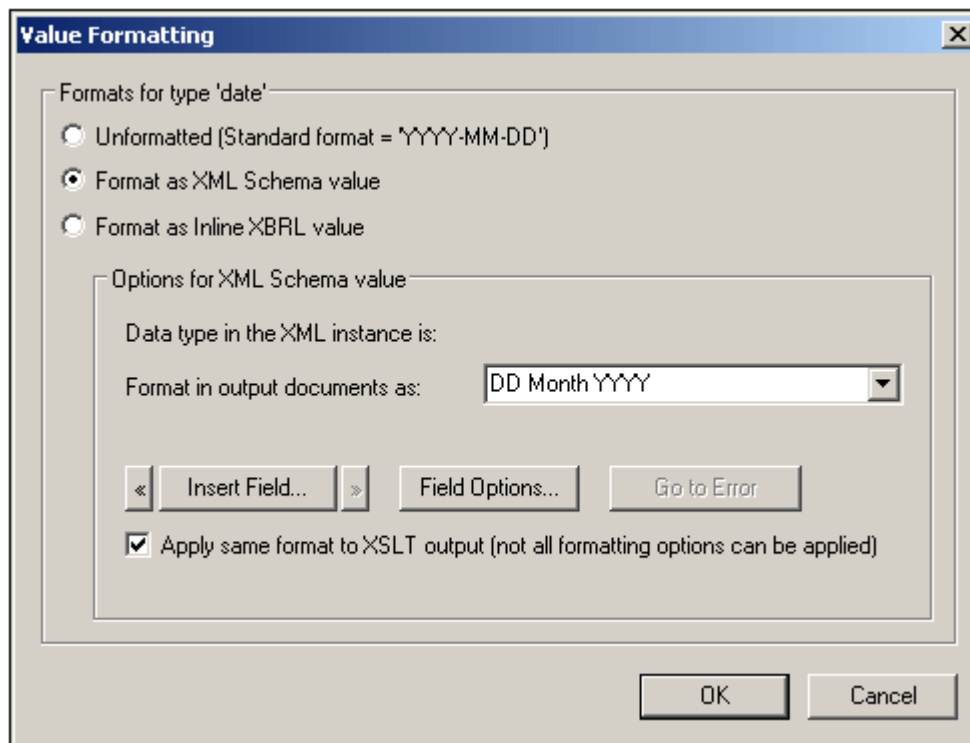 Value Formatting
Formats for type 'date'
Unformatted (Standard format = 'YYYY-MM-DD')
Format as XML Schema value
Format as Inline XBRL value
Options for XML Schema value
Data type in the XML instance is:
Format in output documents as: DD Month YYYY
« Insert Field... » Field Options... Go to Error
Apply same format to XSLT output (not all formatting options can be applied)
OK Cancel